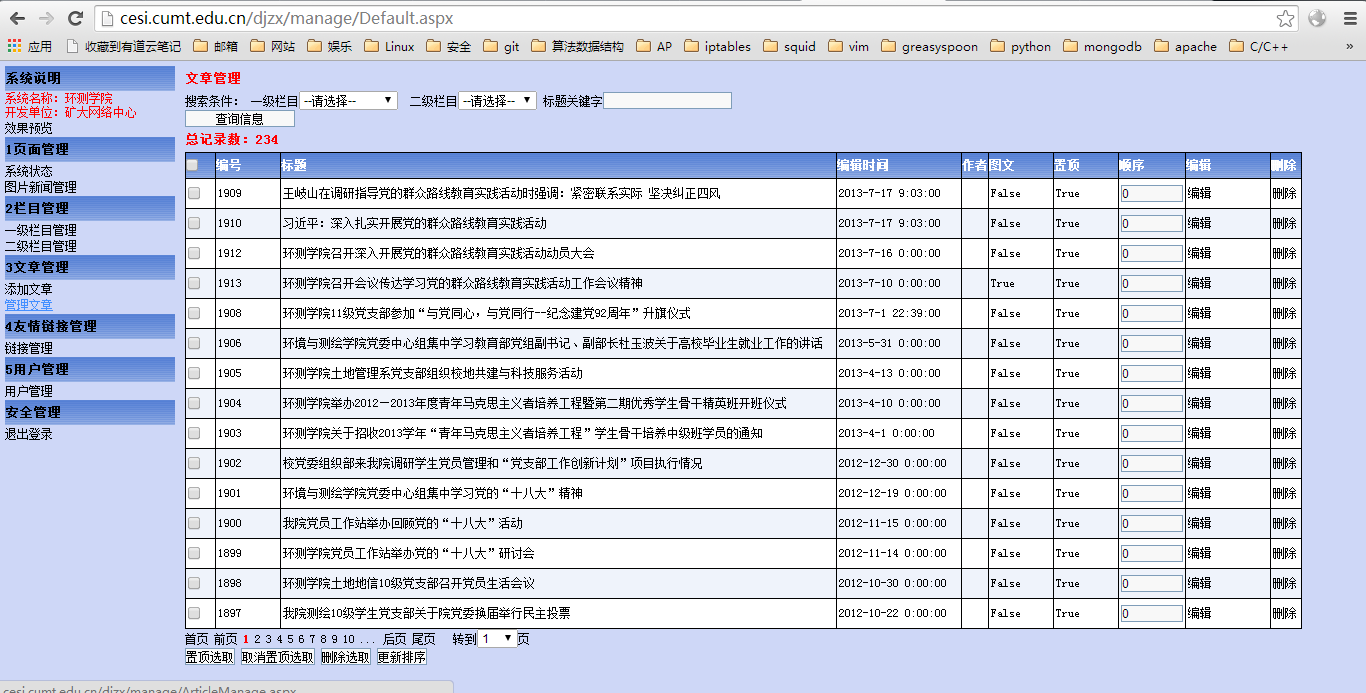 cesi.cumt.edu.cn/djzx/manage/Default.aspx
应用 收藏到有道云笔记 邮箱 网站 娱乐 Linux 安全 git 算法数据结构 AP iptables squid vim greasyspoon python mongodb apache C/C++ »
系统说明
系统名称：环测学院
开发单位：矿大网络中心
效果预览
1页面管理
系统状态
图片新闻管理
2栏目管理
一级栏目管理
二级栏目管理
3文章管理
添加文章
管理文章
4友情链接管理
链接管理
5用户管理
用户管理
安全管理
退出登录
文章管理
搜索条件： 一级栏目 --请选择-- 二级栏目 --请选择-- 标题关键字
查询信息
总记录数：234
编号 标题 编辑时间 作者 图文 置顶 顺序 编辑 删除
1909 王岐山在调研指导党的群众路线教育实践活动时强调：紧密联系实际 坚决纠正四风 2013-7-17 9:03:00 False True 0 编辑 删除
1910 习近平：深入扎实开展党的群众路线教育实践活动 2013-7-17 9:03:00 False True 0 编辑 删除
1912 环测学院召开深入开展党的群众路线教育实践活动动员大会 2013-7-16 0:00:00 False True 0 编辑 删除
1913 环测学院召开会议传达学习党的群众路线教育实践活动工作会议精神 2013-7-10 0:00:00 True True 0 编辑 删除
1908 环测学院11级党支部参加“与党同心，与党同行--纪念建党92周年”升旗仪式 2013-7-1 22:39:00 False True 0 编辑 删除
1906 环境与测绘学院党委中心组集中学习教育部党组副书记、副部长杜玉波关于高校毕业生就业工作的讲话 2013-5-31 0:00:00 False True 0 编辑 删除
1905 环测学院土地管理系党支部组织校地共建与科技服务活动 2013-4-13 0:00:00 False True 0 编辑 删除
1904 环测学院举办2012－2013年度青年马克思主义者培养工程暨第二期优秀学生骨干精英班开班仪式 2013-4-10 0:00:00 False True 0 编辑 删除
1903 环测学院关于招收2013学年“青年马克思主义者培养工程”学生骨干培养中级班学员的通知 2013-4-1 0:00:00 False True 0 编辑 删除
1902 校党委组织部来我院调研学生党员管理和“党支部工作创新计划”项目执行情况 2012-12-30 0:00:00 False True 0 编辑 删除
1901 环境与测绘学院党委中心组集中学习党的“十八大”精神 2012-12-19 0:00:00 False True 0 编辑 删除
1900 我院党员工作站举办回顾党的“十八大”活动 2012-11-15 0:00:00 False True 0 编辑 删除
1899 环测学院党员工作站举办党的“十八大”研讨会 2012-11-14 0:00:00 False True 0 编辑 删除
1898 环测学院土地地信10级党支部召开党员生活会议 2012-10-30 0:00:00 False True 0 编辑 删除
1897 我院测绘10级学生党支部关于院党委换届举行民主投票 2012-10-22 0:00:00 False True 0 编辑 删除
首页 前页 1 2 3 4 5 6 7 8 9 10 ... 后页 尾页 转到 1 页
置顶选取 取消置顶选取 删除选取 更新排序
cesi.cumt.edu.cn/djzx/manage/ArticleManage.aspx